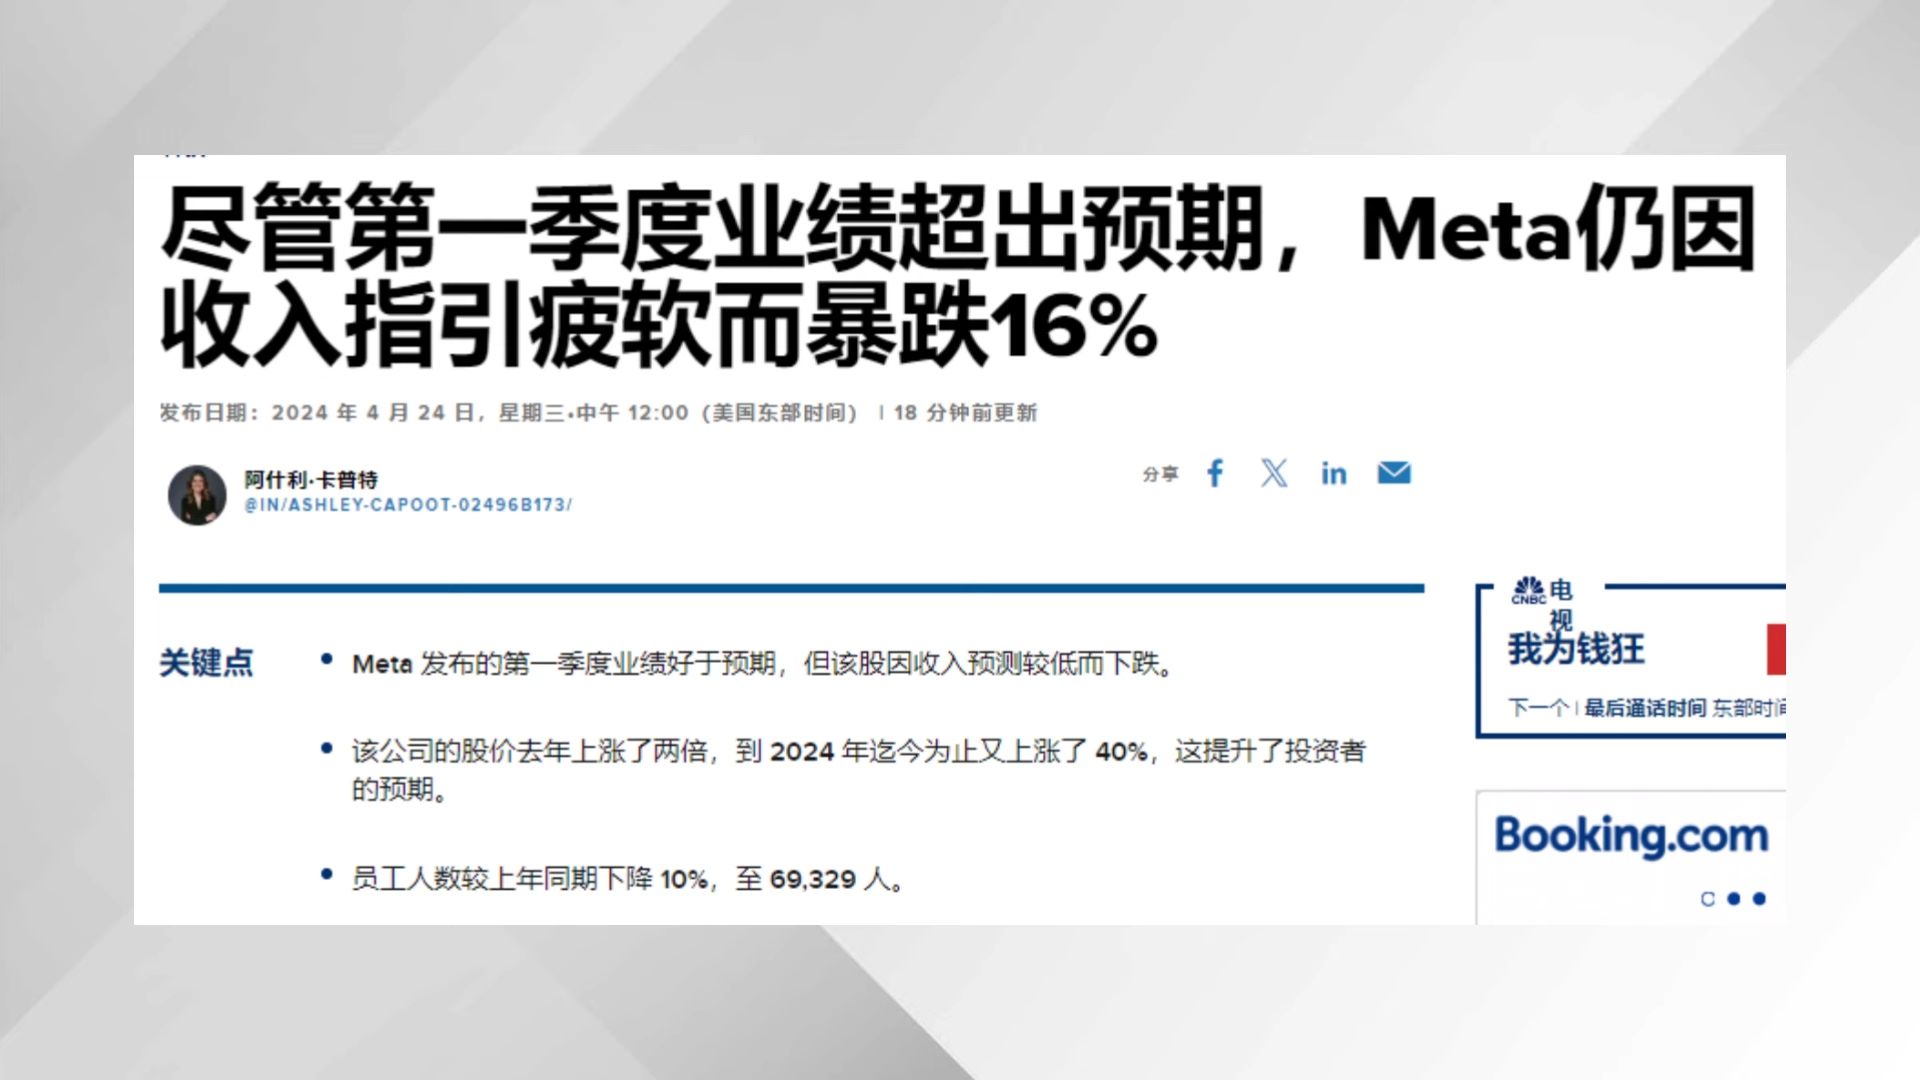 尽管第一季度业绩超出预期，Meta仍因
收入指引疲软而暴跌16%
发布日期：2024 年 4 月 24 日，星期三•中午 12:00（美国东部时间） | 18 分钟前更新
阿什利·卡普特
@IN/ASHLEY-CAPOOT-02496B173/
分享
关键点
• Meta 发布的第一季度业绩好于预期，但该股因收入预测较低而下跌。
• 该公司的股价去年上涨了两倍，到 2024 年迄今为止又上涨了 40%，这提升了投资者
的预期。
• 员工人数较上年同期下降 10%，至 69,329 人。
CNBC 电
视
我为钱狂
下一个 | 最后通话时间 东部时间
Booking.com